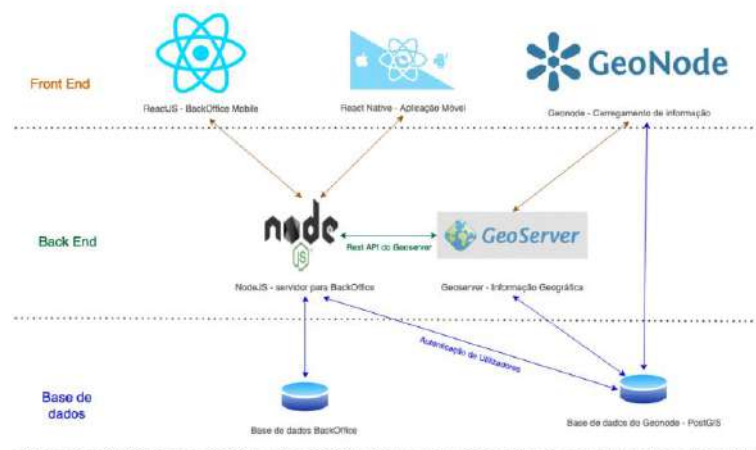 Front End
ReactJS - BackOffice Mobile
React Native - Aplicação Móvel
GeoNode
Geonode - Carregamento de informação
Back End
node
JS
Rest API do Geoserver
GeoServer
NodeJS - servidor para BackOffice
Geoserver - Informação Geográfica
Autenticação de Utilizadores
Base de
dados
Base de dados BackOffice
Base de dados do Geonode - PostGIS